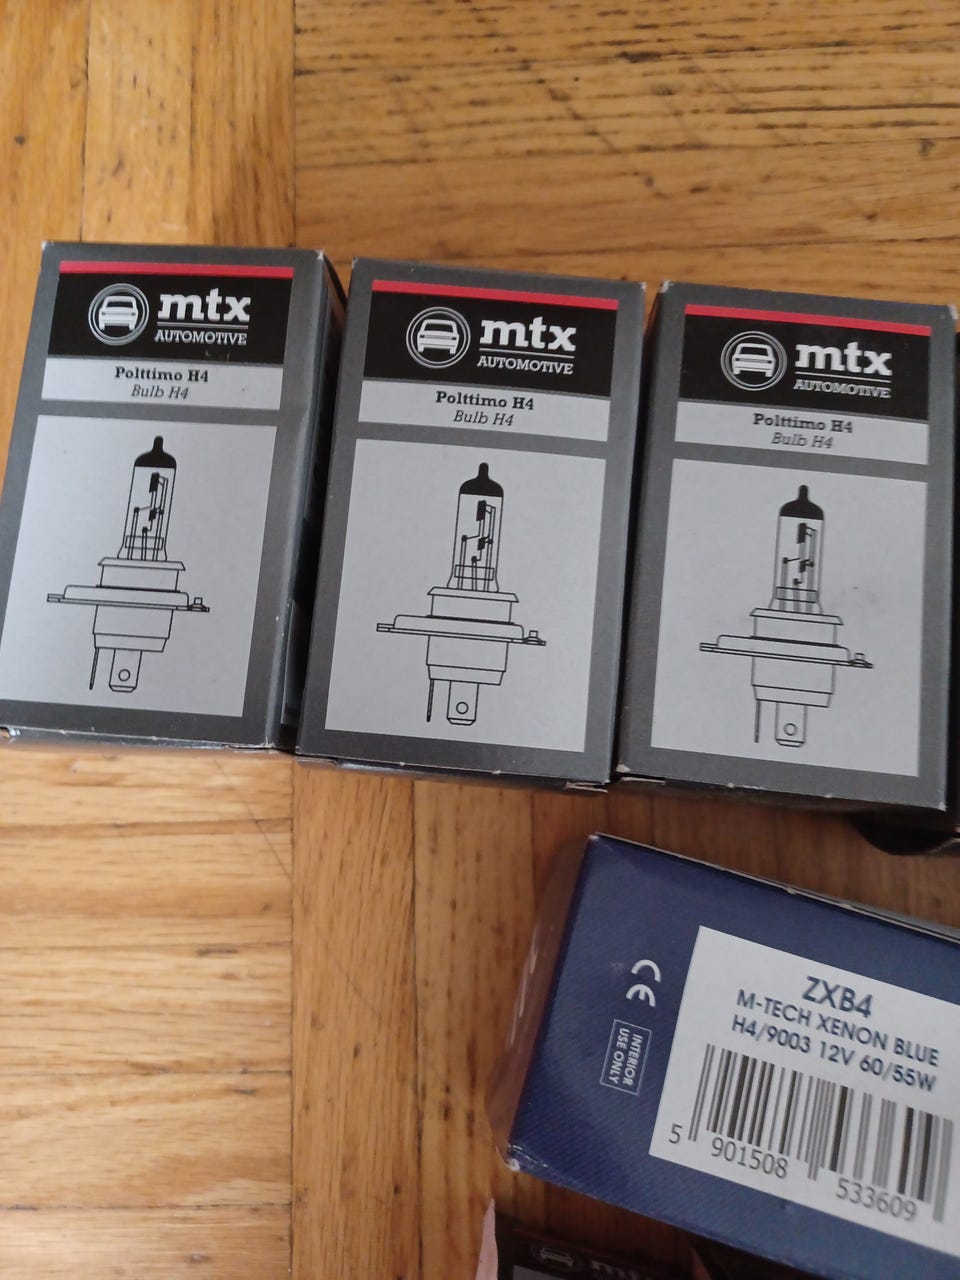 mtx
AUTOMOTIVE
Polttimo H4
Bulb H4
mtx
AUTOMOTIVE
Polttimo H4
Bulb H4
mtx
AUTOMOTIVE
Polttimo H4
Bulb H4
CE
INTERIOR
USE ONLY
ZXB4
M-TECH XENON BLUE
H4/9003 12V 60/55W
5 901508 533609
mtx